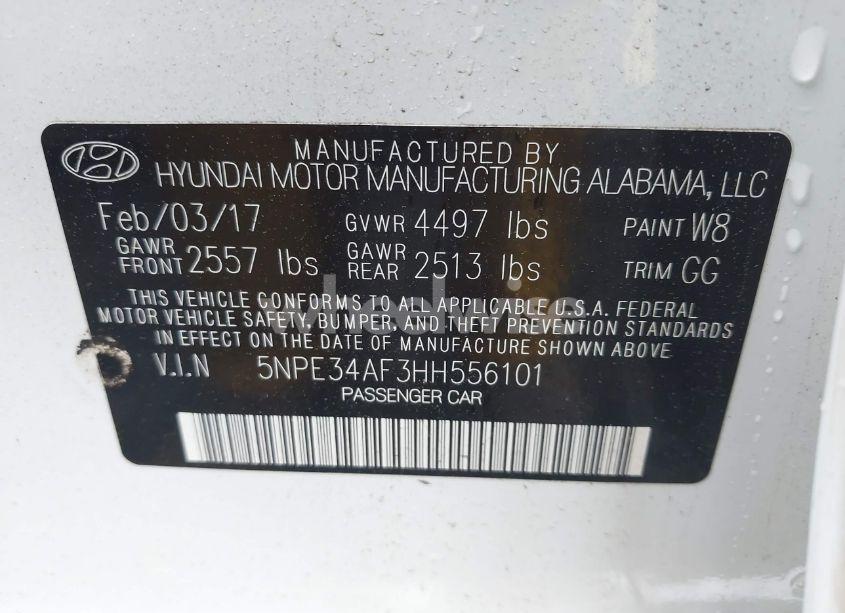 MANUFACTURED BY
HYUNDAI MOTOR MANUFACTURING ALABAMA, LLC
Feb/03/17 GVWR 4497 lbs PAINT W8
GAWR FRONT 2557 lbs GAWR REAR 2513 lbs TRIM GG
THIS VEHICLE CONFORMS TO ALL APPLICABLE U.S.A. FEDERAL
MOTOR VEHICLE SAFETY, BUMPER, AND THEFT PREVENTION STANDARDS
IN EFFECT ON THE DATE OF MANUFACTURE SHOWN ABOVE.
V.I.N 5NPE34AF3HH556101
PASSENGER CAR